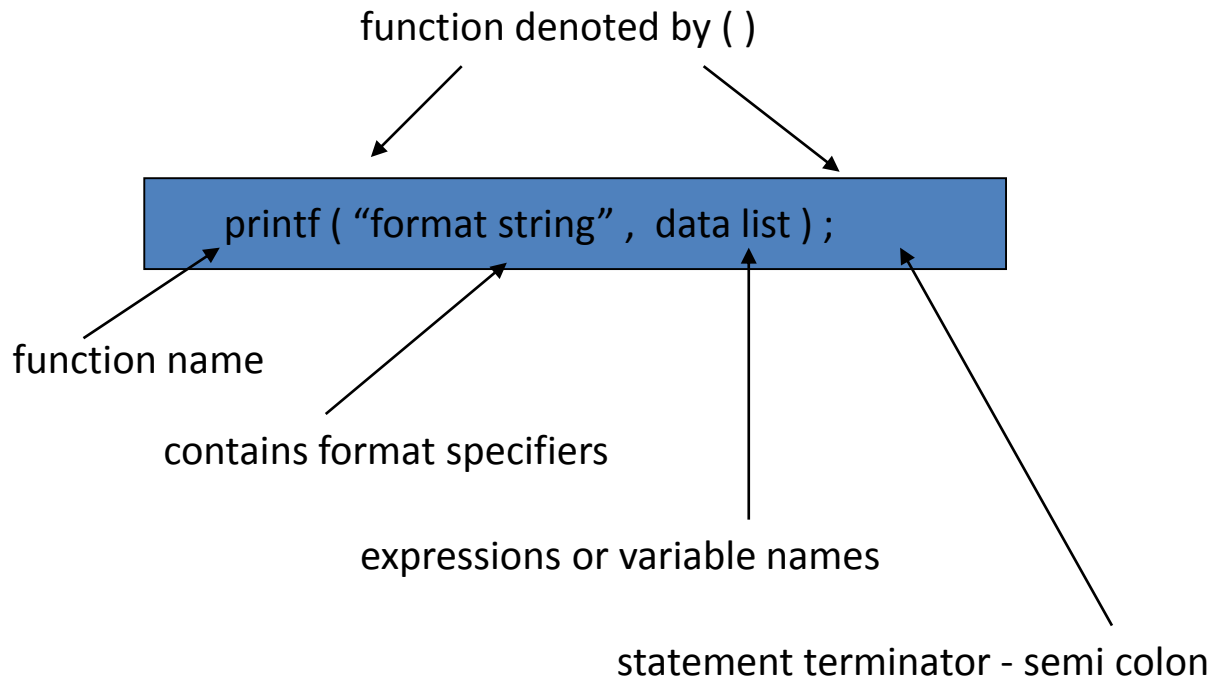 function denoted by ( )
printf ( “format string” , data list ) ;
function name
contains format specifiers
expressions or variable names
statement terminator - semi colon